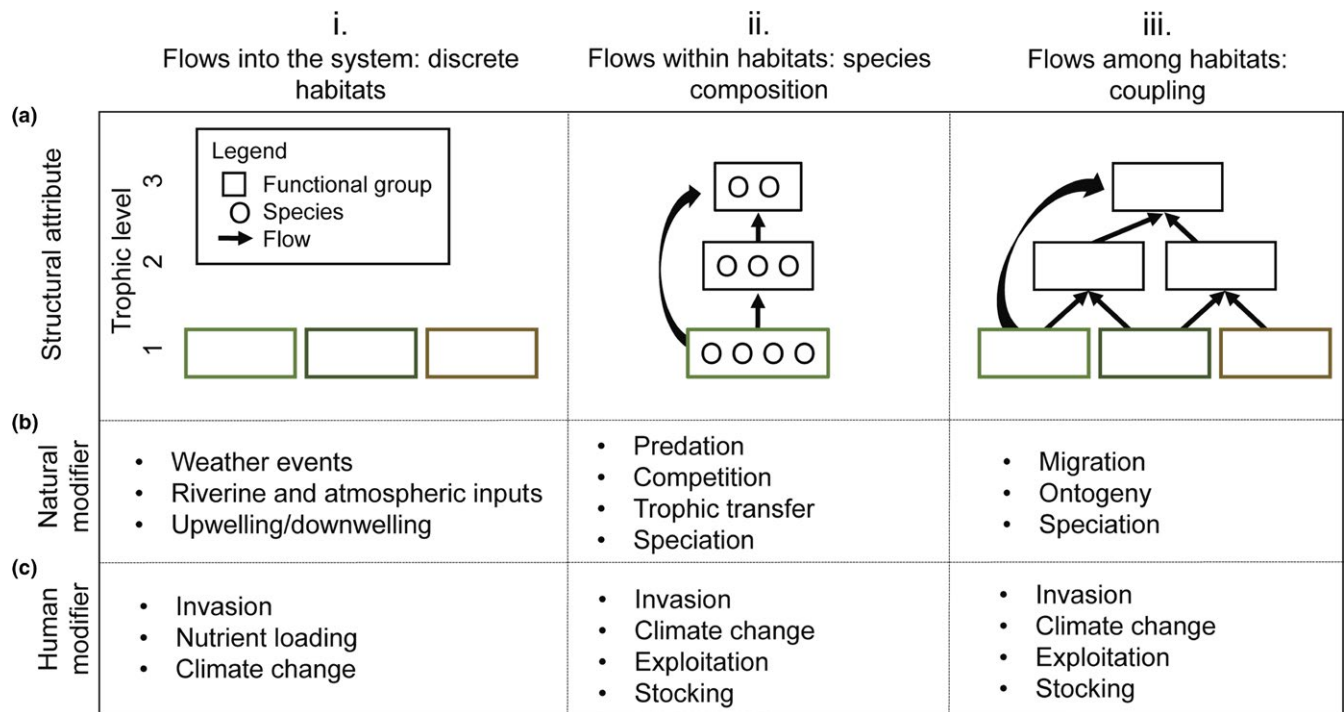 i.
Flows into the system: discrete
habitats
ii.
Flows within habitats: species
composition
iii.
Flows among habitats:
coupling
(a)
Structural attribute
Trophic level
3
2
1
Legend
Functional group
Species
Flow
(b)
Natural
modifier
• Weather events
• Riverine and atmospheric inputs
• Upwelling/downwelling
• Predation
• Competition
• Trophic transfer
• Speciation
• Migration
• Ontogeny
• Speciation
(c)
Human
modifier
• Invasion
• Nutrient loading
• Climate change
• Invasion
• Climate change
• Exploitation
• Stocking
• Invasion
• Climate change
• Exploitation
• Stocking